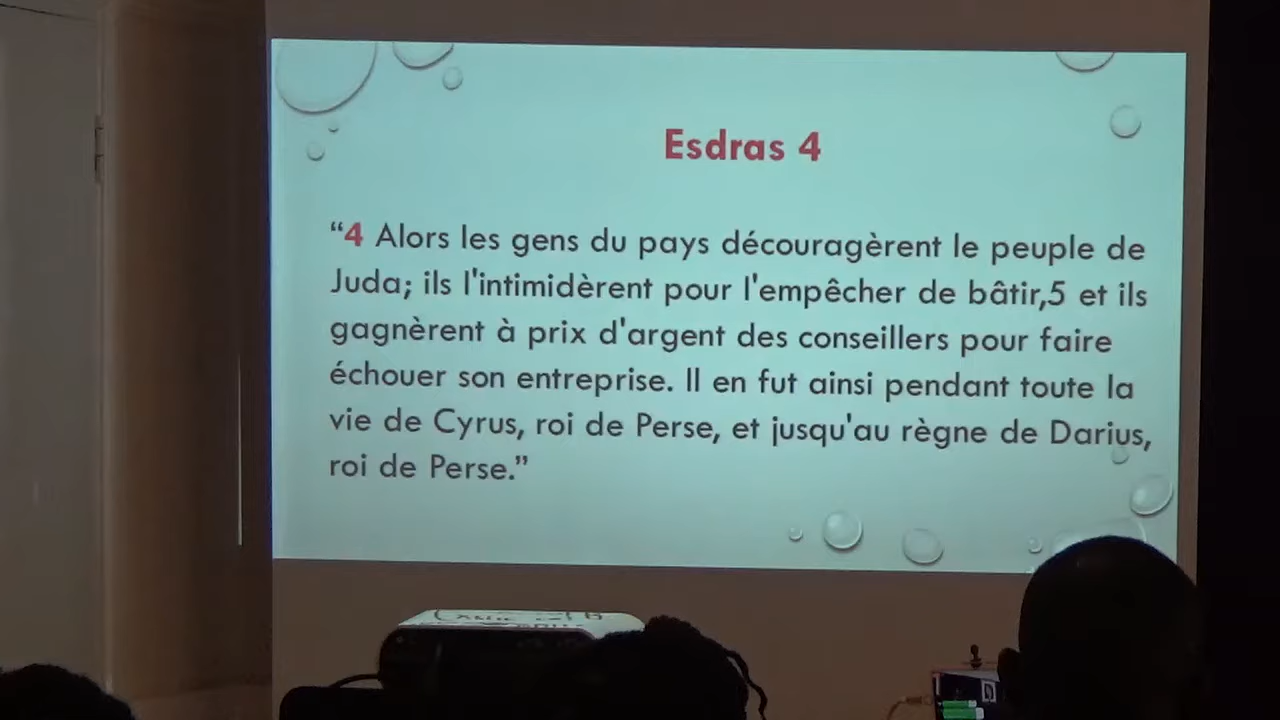 Esdras 4
“4 Alors les gens du pays découragèrent le peuple de
Juda; ils l'intimidèrent pour l'empêcher de bâtir,5 et ils
gagnèrent à prix d'argent des conseillers pour faire
échouer son entreprise. Il en fut ainsi pendant toute la
vie de Cyrus, roi de Perse, et jusqu'au règne de Darius,
roi de Perse.”